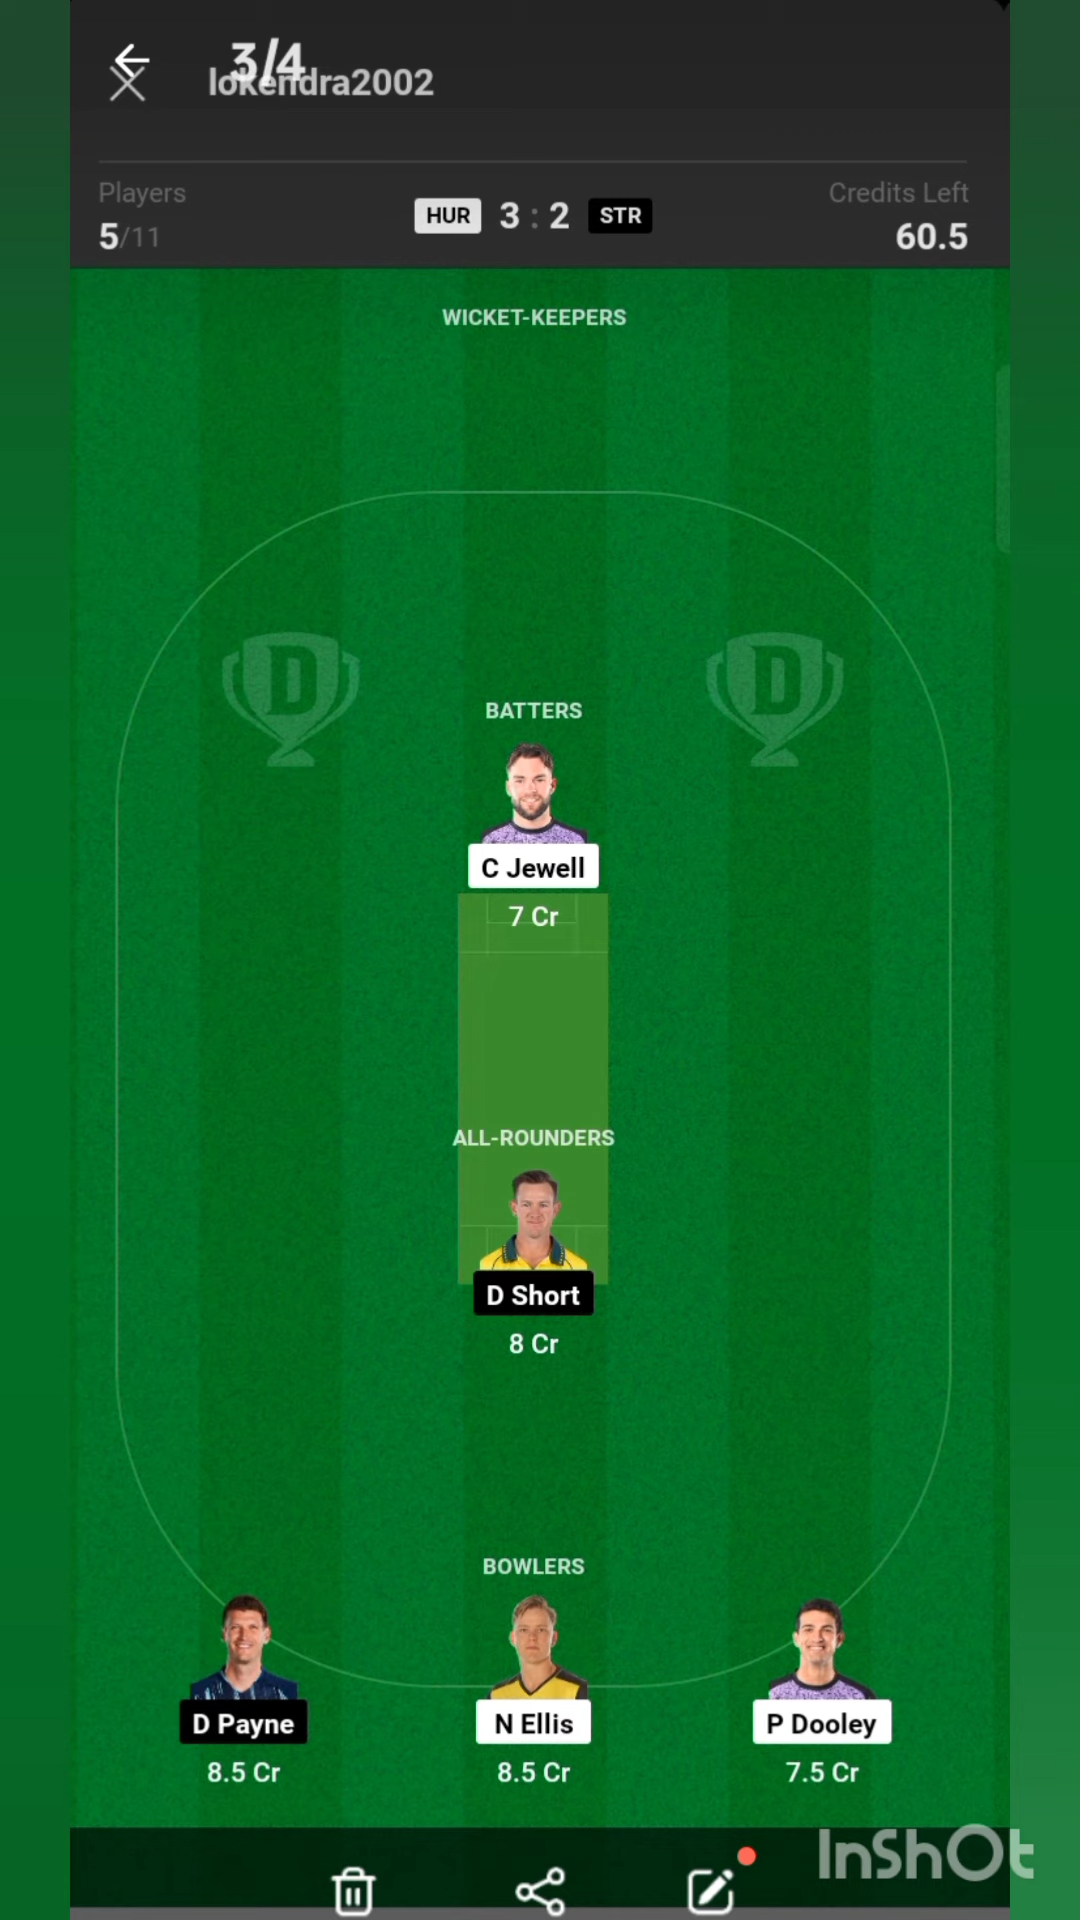 3/4
lokendra2002
Players
Credits Left
5/11
HUR 3 : 2 STR
60.5
WICKET-KEEPERS
D
D
BATTERS
C Jewell
7 Cr
ALL-ROUNDERS
D Short
8 Cr
BOWLERS
D Payne
N Ellis
P Dooley
8.5 Cr
8.5 Cr
7.5 Cr
InShOt